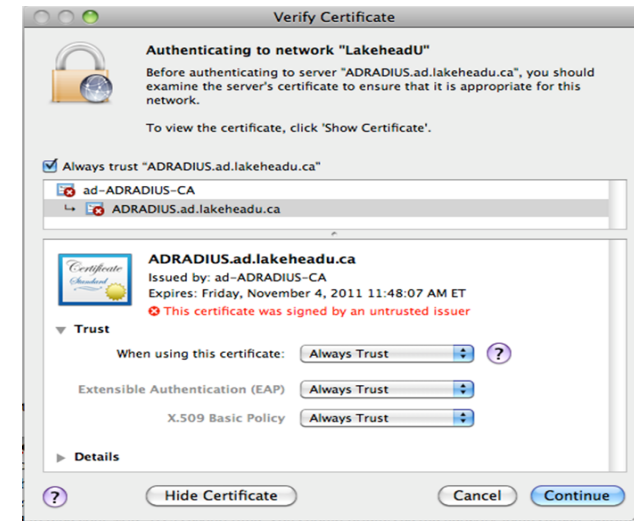 Verify Certificate
Authenticating to network "LakeheadU"
Before authenticating to server "ADRADIUS.ad.lakeheadu.ca", you should
examine the server's certificate to ensure that it is appropriate for this
network.
To view the certificate, click 'Show Certificate'.
Always trust "ADRADIUS.ad.lakeheadu.ca"
ad-ADRADIUS-CA
ADRADIUS.ad.lakeheadu.ca
Certificate
Standard
ADRADIUS.ad.lakeheadu.ca
Issued by: ad-ADRADIUS-CA
Expires: Friday, November 4, 2011 11:48:07 AM ET
This certificate was signed by an untrusted issuer
Trust
When using this certificate: Always Trust ?
Extensible Authentication (EAP) Always Trust
X.509 Basic Policy Always Trust
Details
? Hide Certificate Cancel Continue